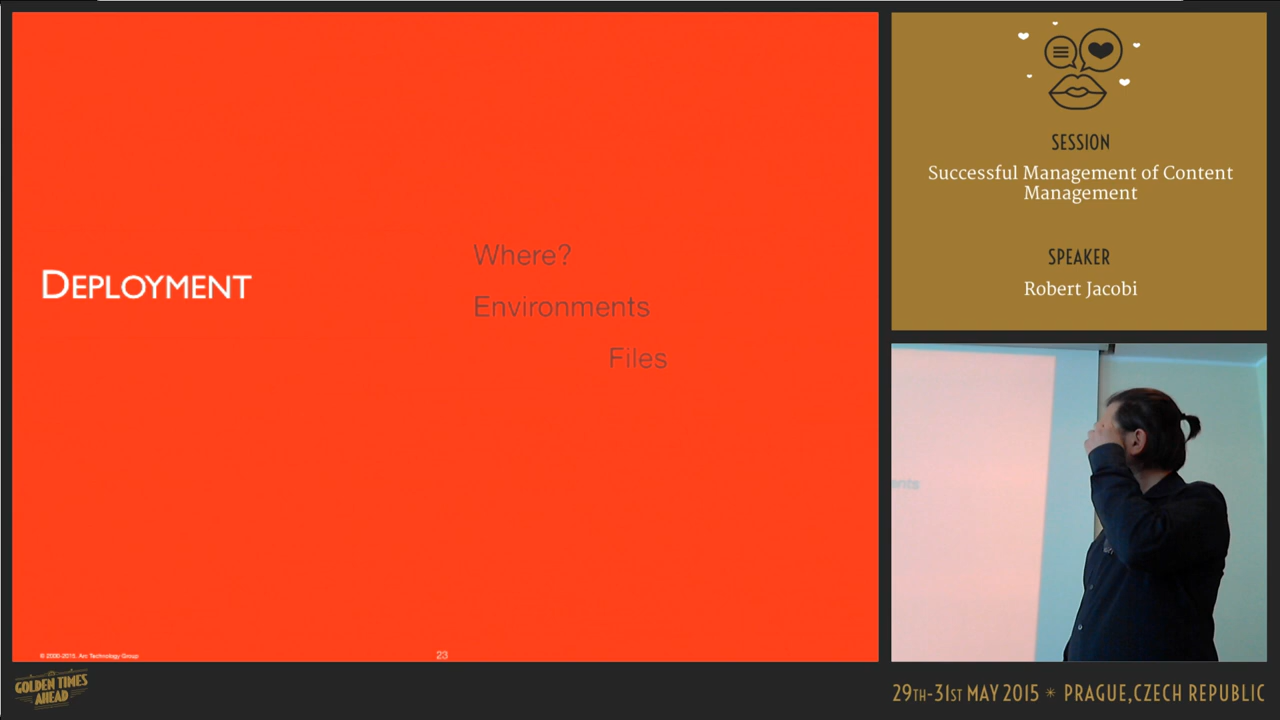 DEPLOYMENT
Where?
Environments
Files
© 2000-2015, Arc Technology Group
23
SESSION
Successful Management of Content
Management
SPEAKER
Robert Jacobi
GOLDEN TIMES
AHEAD
29TH-31ST MAY 2015 * PRAGUE, CZECH REPUBLIC